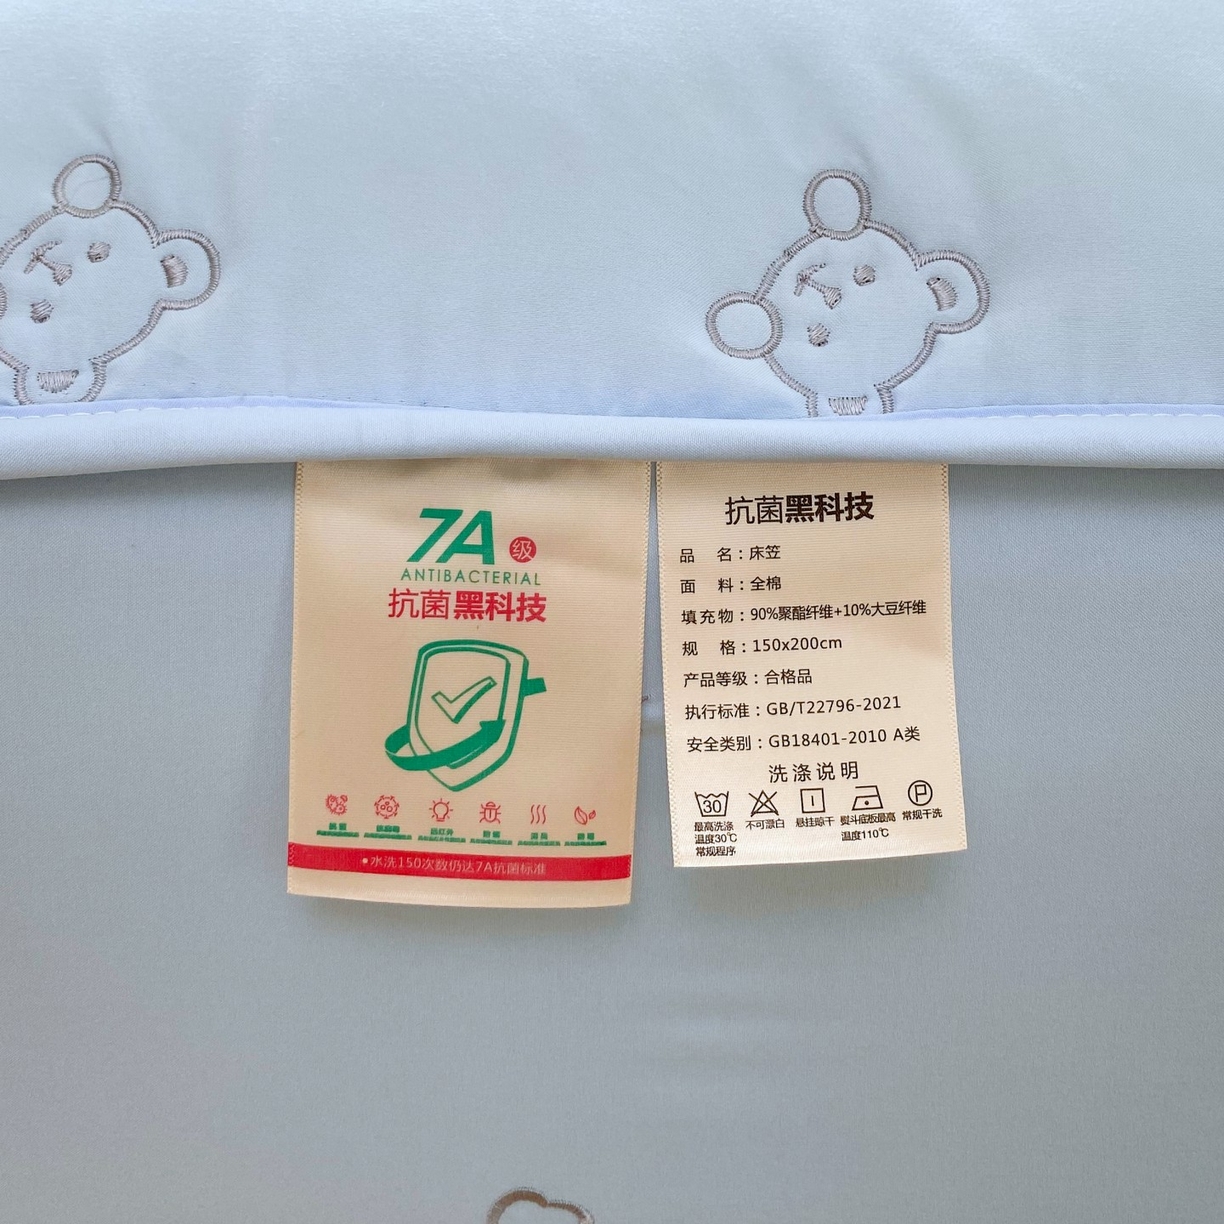 7A级
ANTIBACTERIAL
抗菌黑科技
•水洗150次数仍达7A抗菌标准
抗菌黑科技
品 名：床笠
面 料：全棉
填充物：90%聚酯纤维+10%大豆纤维
规 格：150x200cm
产品等级：合格品
执行标准：GB/T22796-2021
安全类别：GB18401-2010 A类
洗涤说明
30
P
最高洗涤
温度30℃
常规程序
不可漂白
悬挂晾干
熨斗底板最高
温度110℃
常规干洗